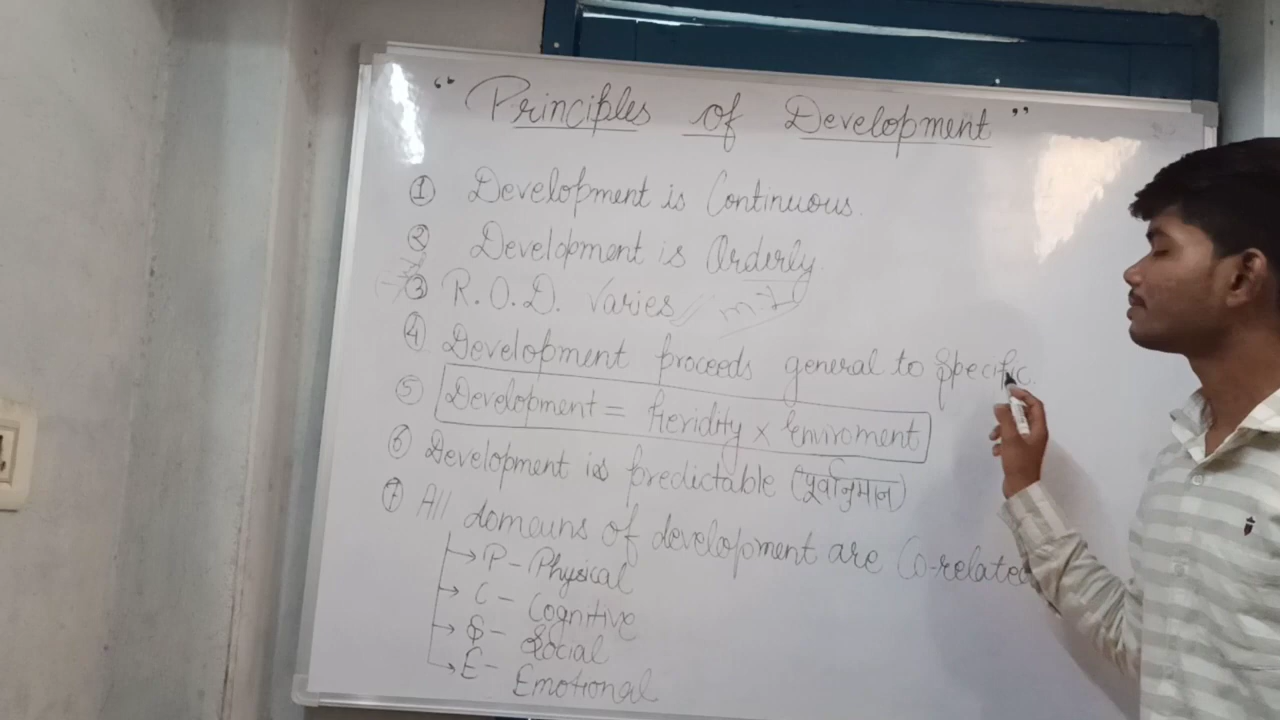 “ Principles of Development ”
① Development is Continuous.
② Development is Orderly
③ R.O.D. varies
④ Development proceeds general to specific.
⑤ Development = Heridity × Enviroment
⑥ Development is predictable (पूर्वानुमान)
⑦ All domains of development are Co-related
→ P - Physical
→ C - Cognitive
→ S - Social
→ E - Emotional